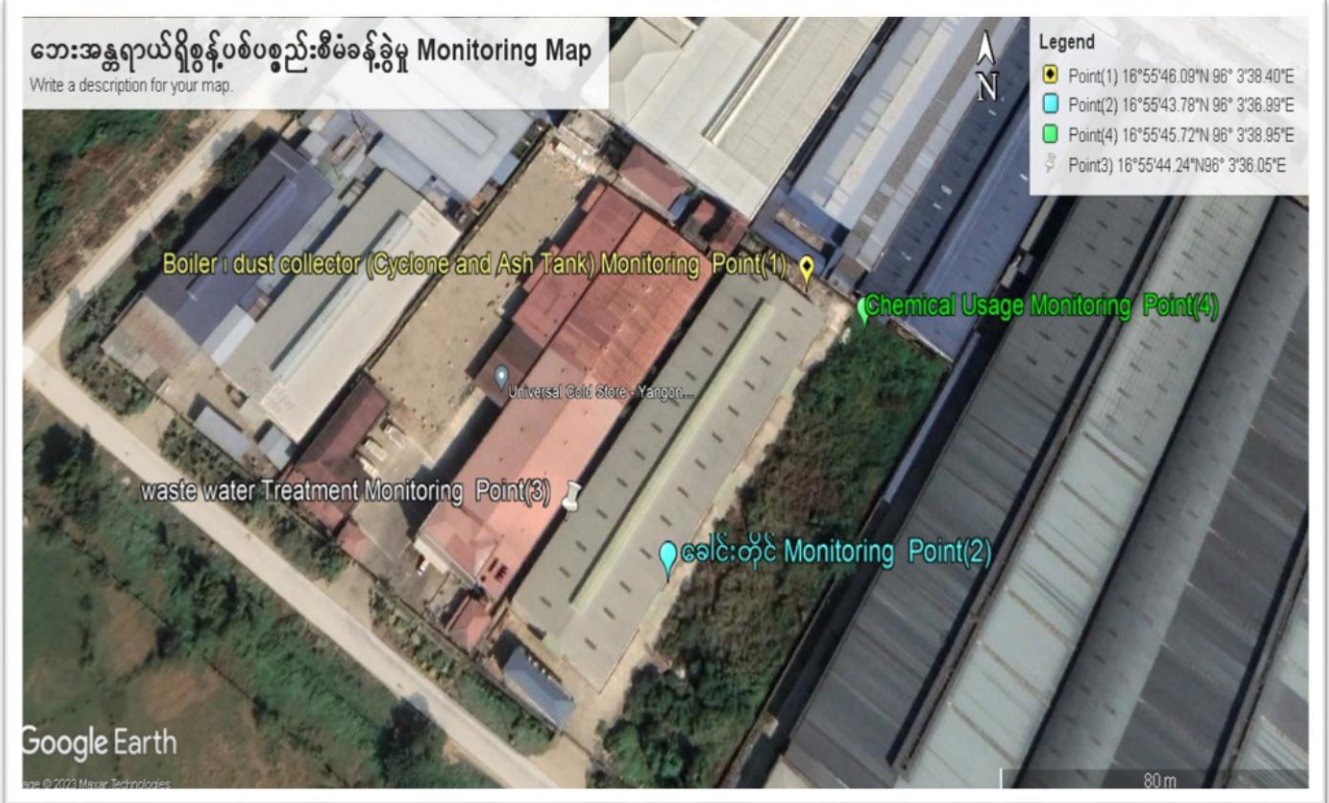 ဘေးအန္တရာယ်ရှိစွန့်ပစ်ပစ္စည်းစီမံခန့်ခွဲမှု Monitoring Map
Write a description for your map.
N
Legend
Point(1) 16°55'46.09"N 96° 3'38.40"E
Point(2) 16°55'43.78"N 96° 3'36.99"E
Point(4) 16°55'45.72"N 96° 3'38.95"E
Point3) 16°55'44.24"N96° 3'36.05"E
Boiler ၊ dust collector (Cyclone and Ash Tank) Monitoring Point(1)
Chemical Usage Monitoring Point(4)
Universal Cold Store - Yangon...
waste water Treatment Monitoring Point(3)
ခေါင်းတိုင် Monitoring Point(2)
Google Earth
age © 2023 Maxar Technologies
80 m